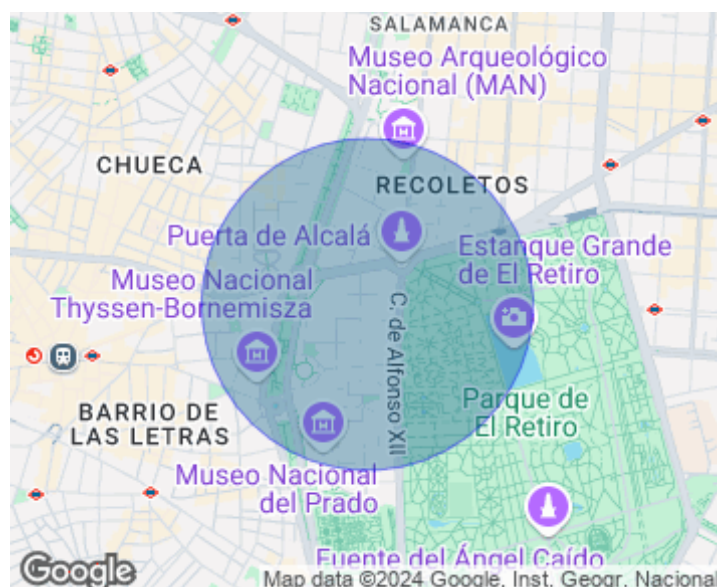 SALAMANCA
Museo Arqueológico
Nacional (MAN)
CHUECA
RECOLETOS
Puerta de Alcalá
Estanque Grande
de El Retiro
Museo Nacional
Thyssen-Bornemisza
C. de Alfonso XII
Parque de
El Retiro
BARRIO DE
LAS LETRAS
Museo Nacional
del Prado
Fuente del Ángel Caído
Google
Map data ©2024 Google, Inst. Geogr. Nacional